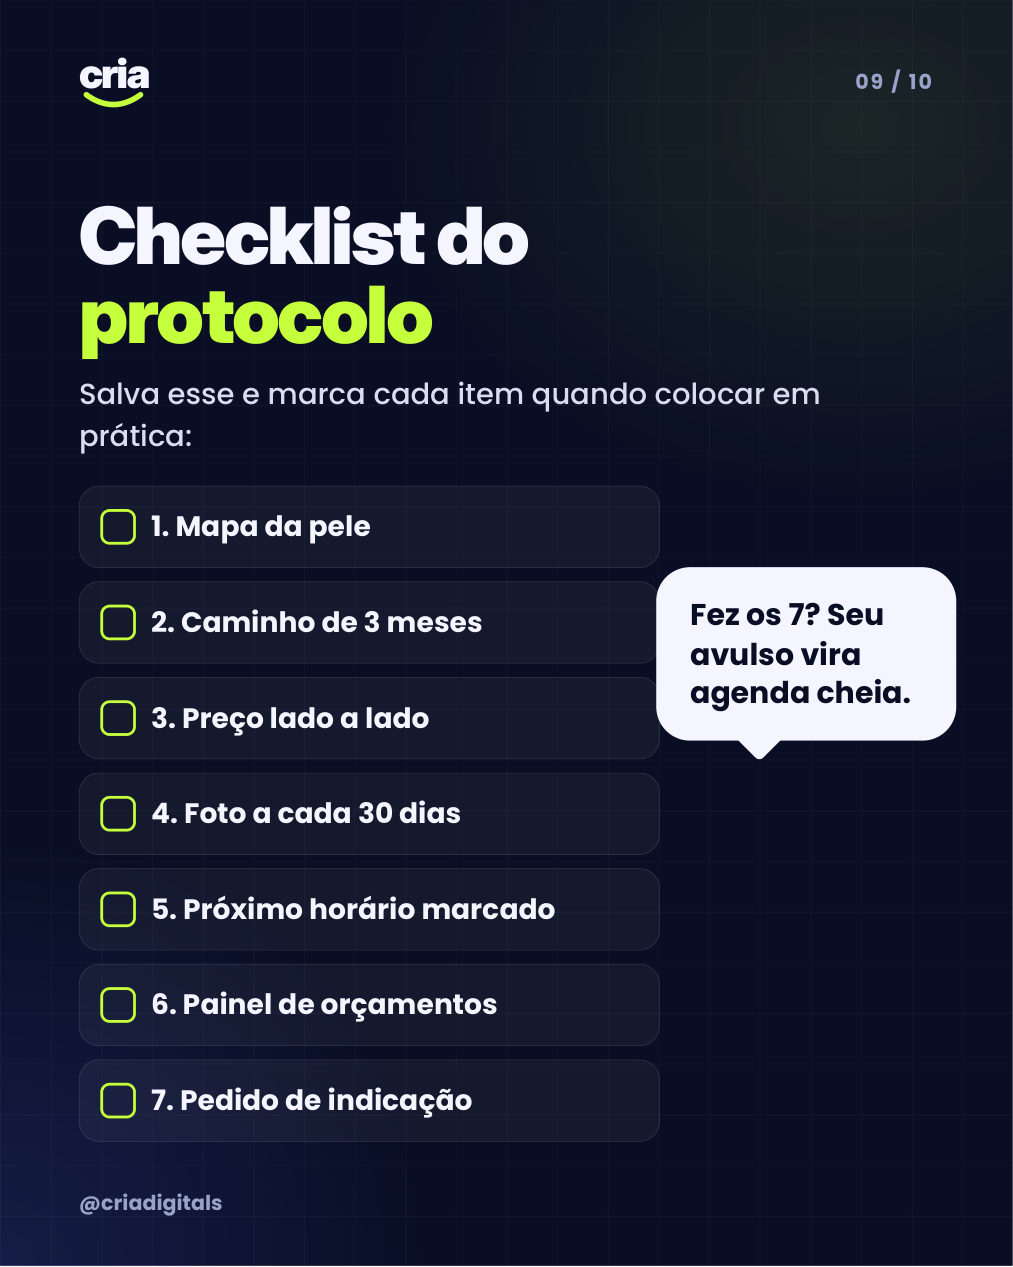 cria
09 / 10
Checklist do
protocolo
Salva esse e marca cada item quando colocar em
prática:
1. Mapa da pele
2. Caminho de 3 meses
3. Preço lado a lado
4. Foto a cada 30 dias
5. Próximo horário marcado
6. Painel de orçamentos
7. Pedido de indicação
Fez os 7? Seu
avulso vira
agenda cheia.
@criadigitals